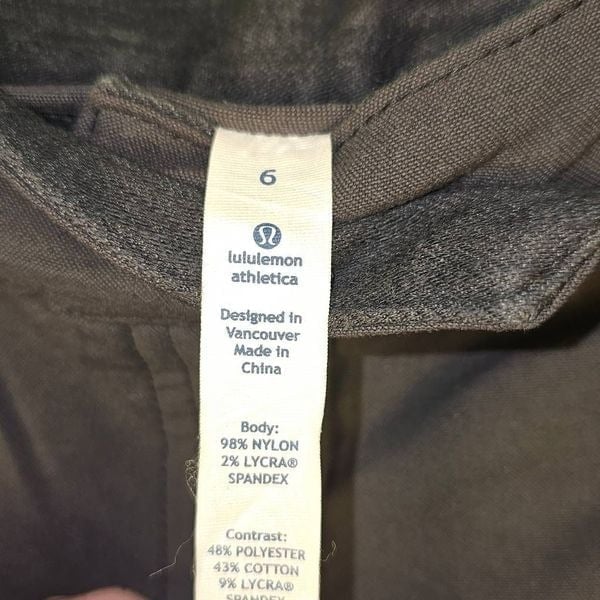 6
lululemon
athletica
Designed in
Vancouver
Made in
China
Body:
98% NYLON
2% LYCRA®
SPANDEX
Contrast:
48% POLYESTER
43% COTTON
9% LYCRA®
SPANDEX